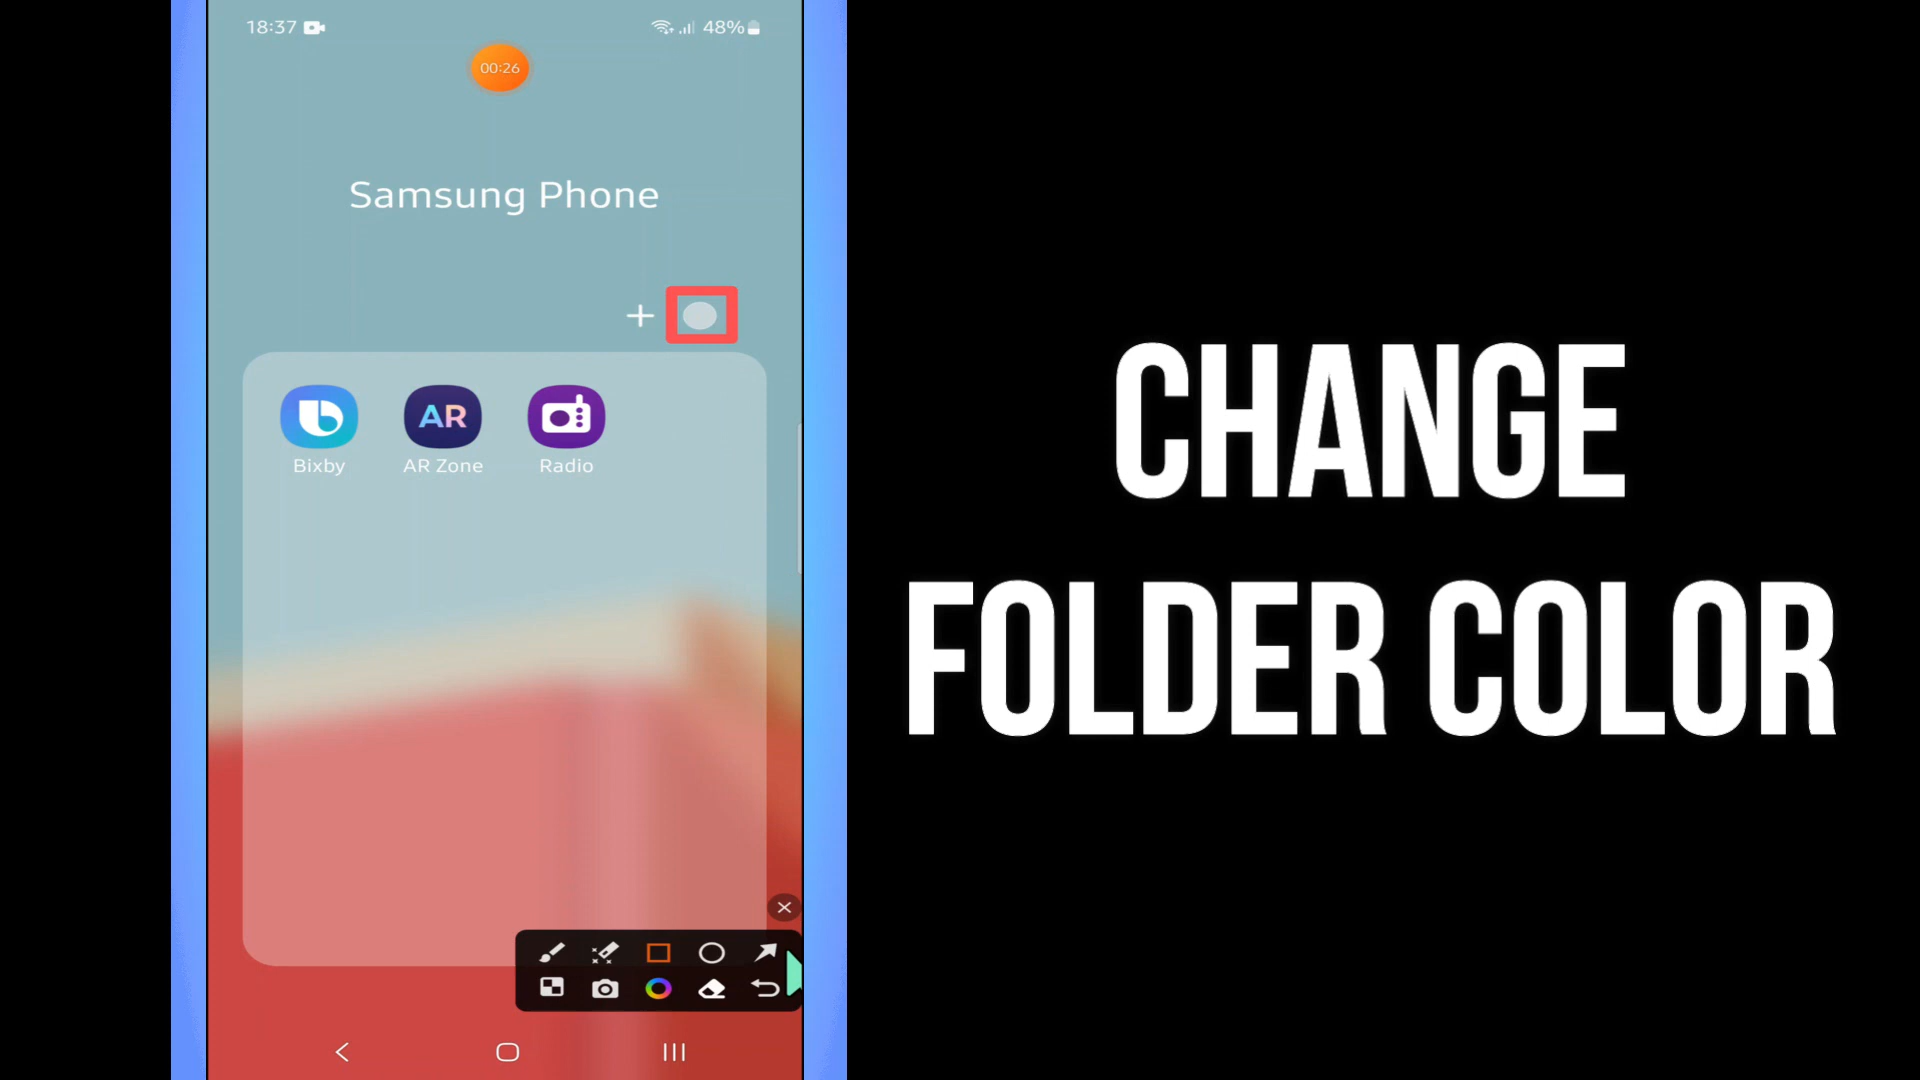 18:37
48%
00:26
Samsung Phone
AR
Bixby
AR Zone
Radio
CHANGE
FOLDER COLOR